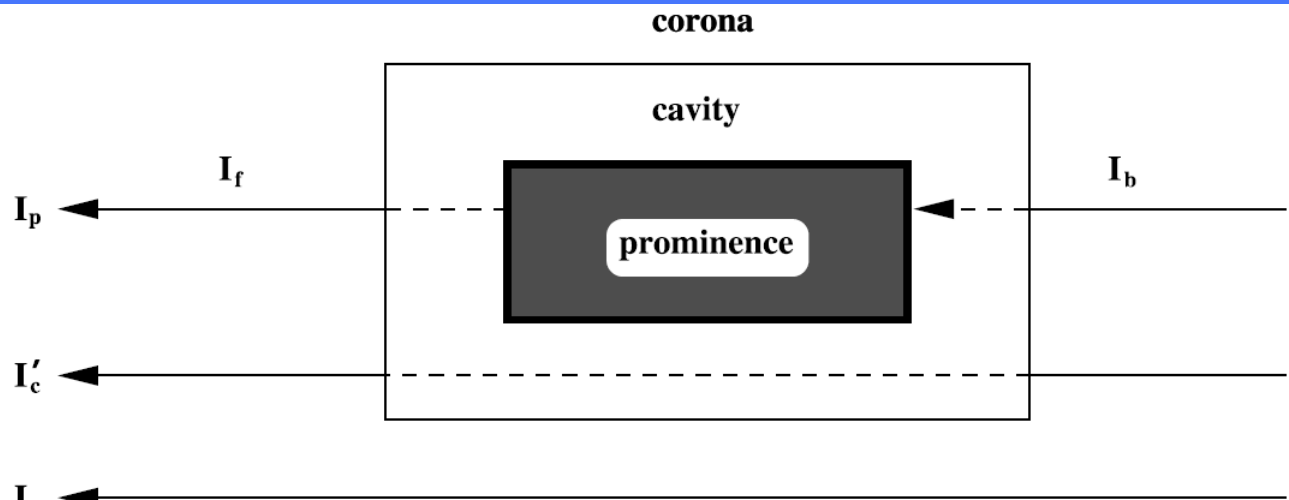 corona
cavity
I_f
I_b
I_p
prominence
I'_c
I